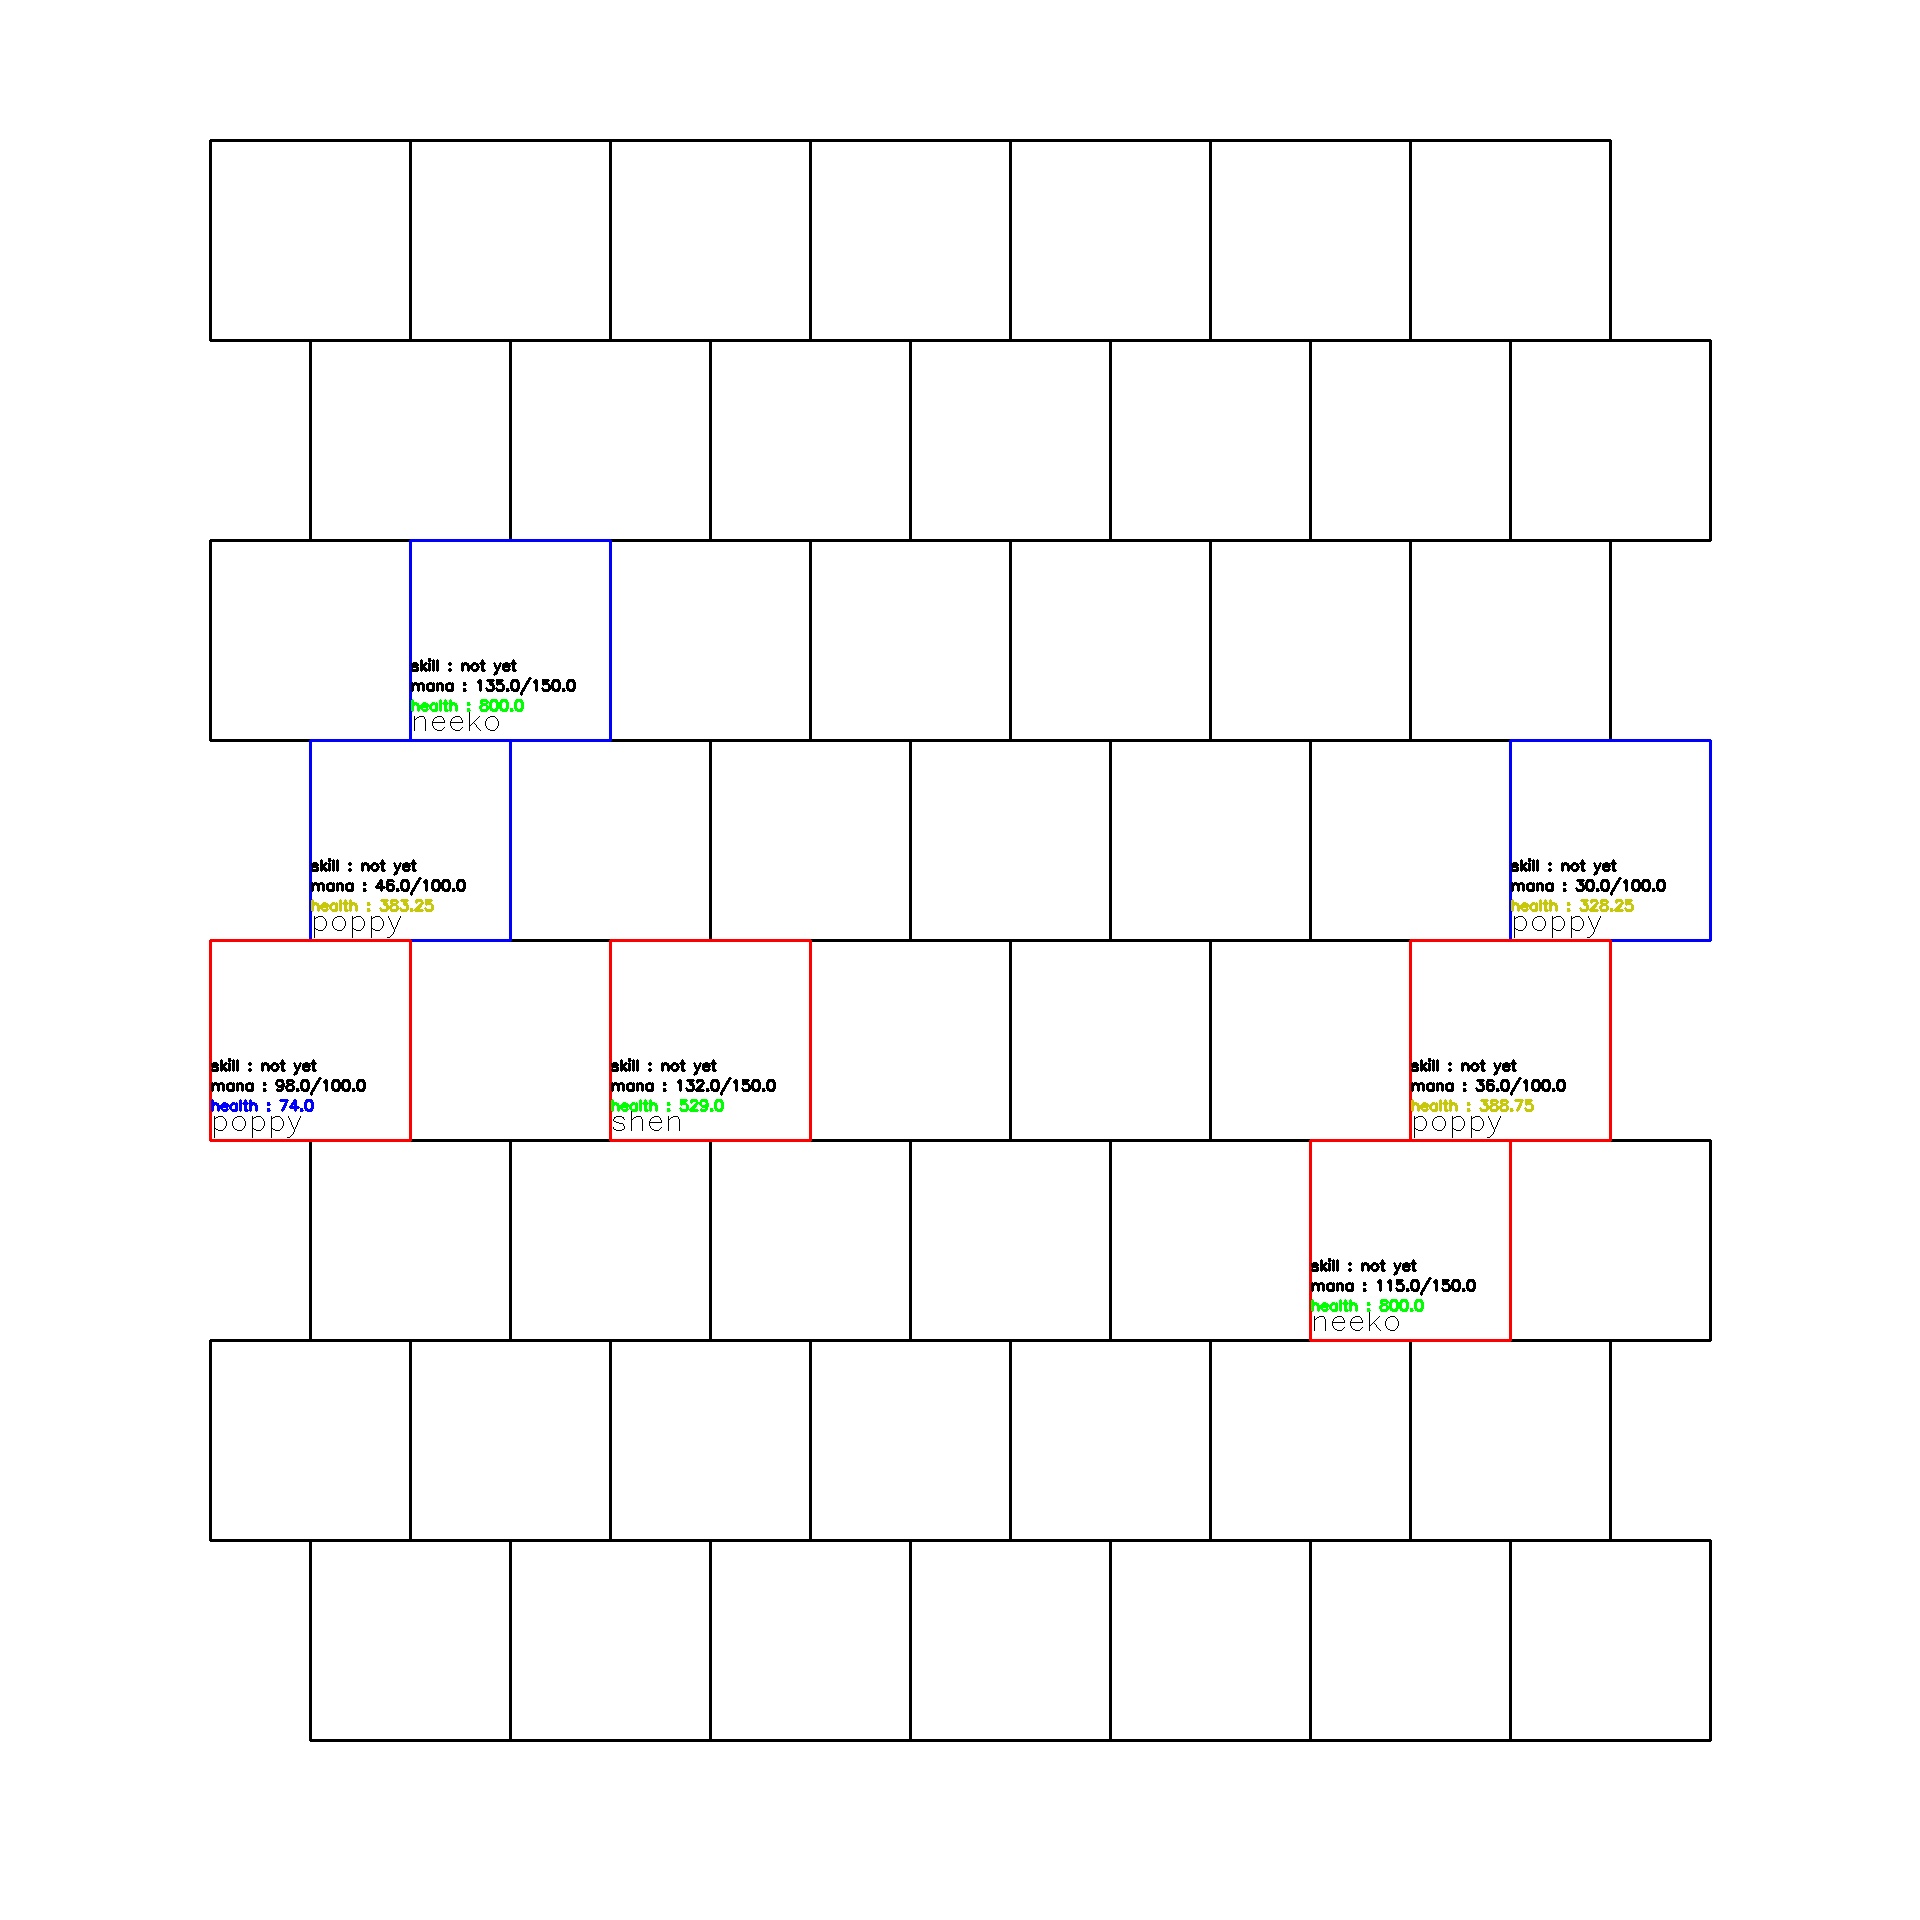 skill : not yet
mana : 135.0/150.0
health : 800.0
neeko
skill : not yet
mana : 46.0/100.0
health : 383.25
poppy
skill : not yet
mana : 30.0/100.0
health : 328.25
poppy
skill : not yet
mana : 98.0/100.0
health : 74.0
poppy
skill : not yet
mana : 132.0/150.0
health : 529.0
shen
skill : not yet
mana : 36.0/100.0
health : 388.75
poppy
skill : not yet
mana : 115.0/150.0
health : 800.0
neeko